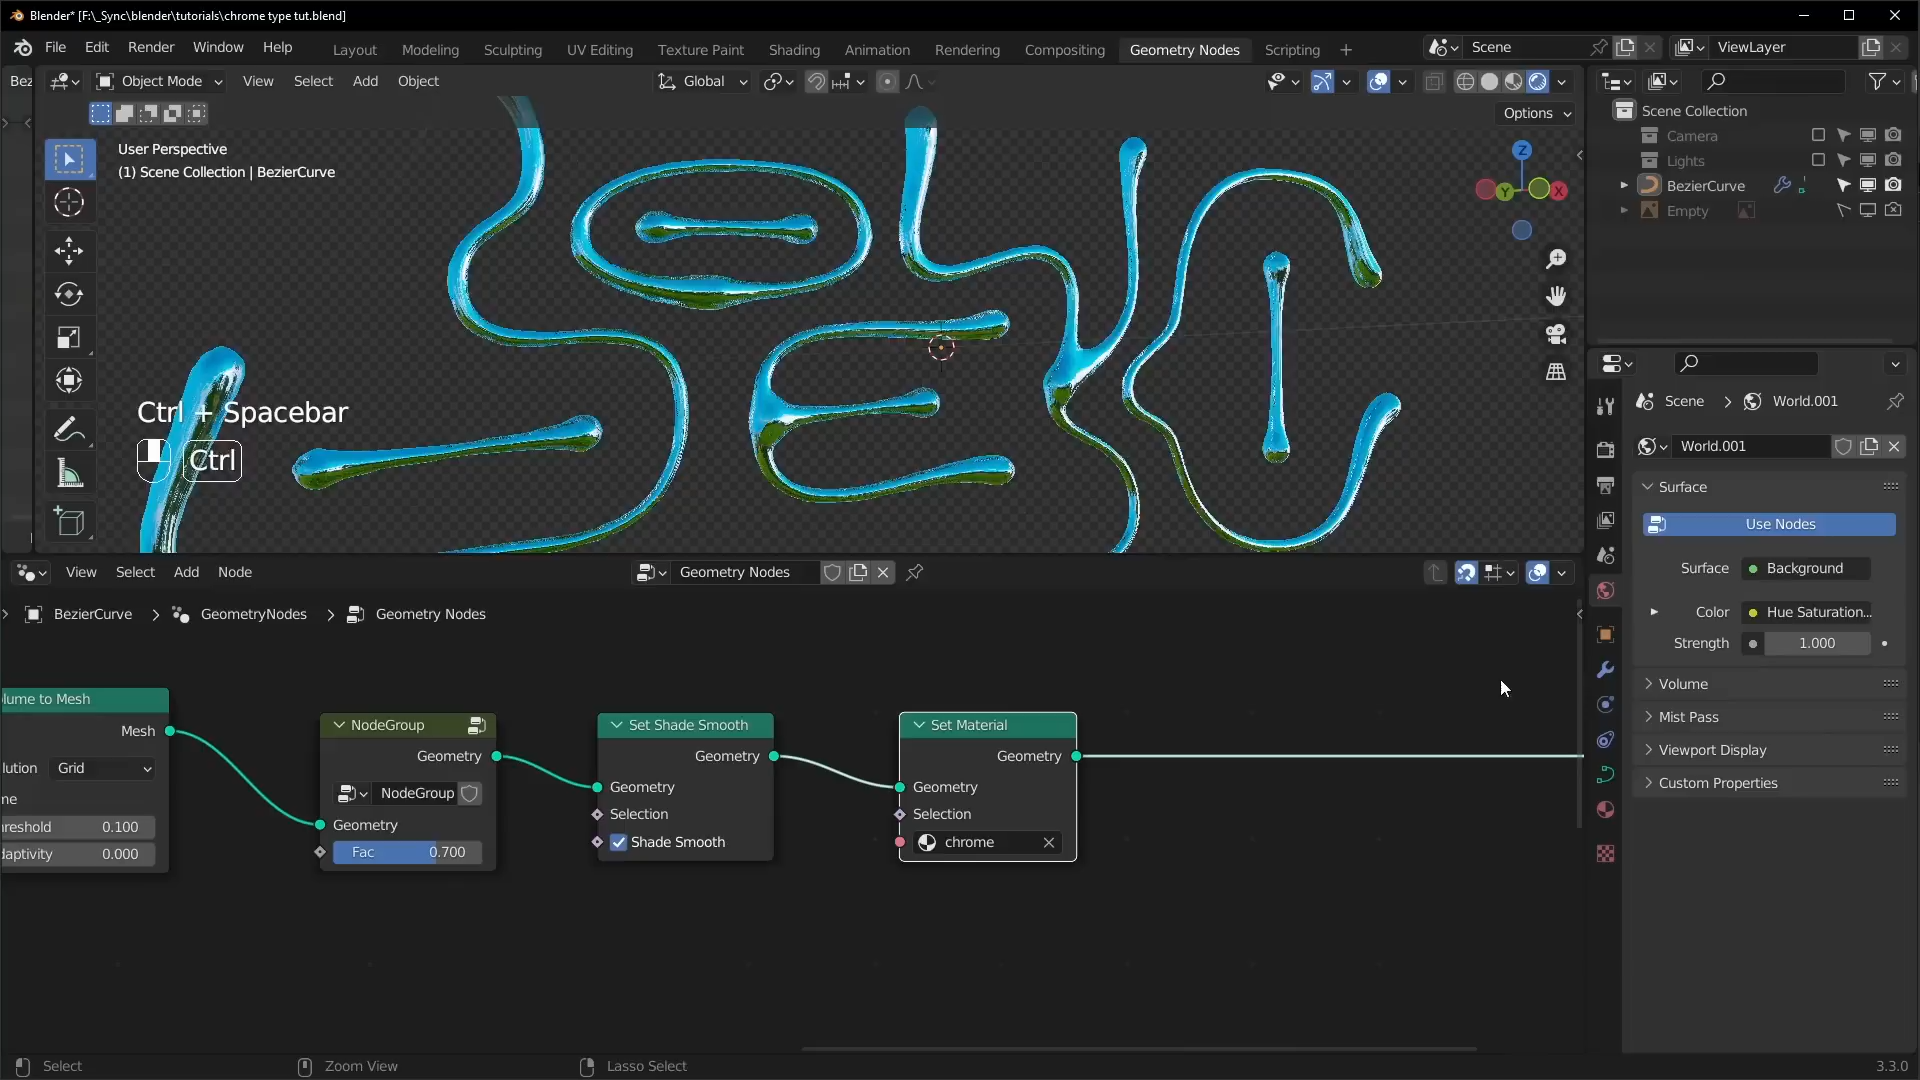 Blender* [F:\_Sync\blender\tutorials\chrome type tut.blend]
File Edit Render Window Help Layout Modeling Sculpting UV Editing Texture Paint Shading Animation Rendering Compositing Geometry Nodes Scripting + Scene ViewLayer
Bez Object Mode View Select Add Object Global
Options
User Perspective
(1) Scene Collection | BezierCurve
Z
Y
X
Ctrl + Spacebar
Ctrl
Scene Collection
Camera
Lights
BezierCurve
Empty
Scene > World.001
World.001
Surface
Use Nodes
Surface Background
Color Hue Saturation...
Strength 1.000
Volume
Mist Pass
Viewport Display
Custom Properties
View Select Add Node Geometry Nodes
BezierCurve > GeometryNodes > Geometry Nodes
lume to Mesh
Mesh
lution Grid
me
reshold 0.100
daptivity 0.000
NodeGroup
Geometry
NodeGroup
Geometry
Fac 0.700
Set Shade Smooth
Geometry
Geometry
Selection
Shade Smooth
Set Material
Geometry
Geometry
Selection
chrome
Select Zoom View Lasso Select 3.3.0